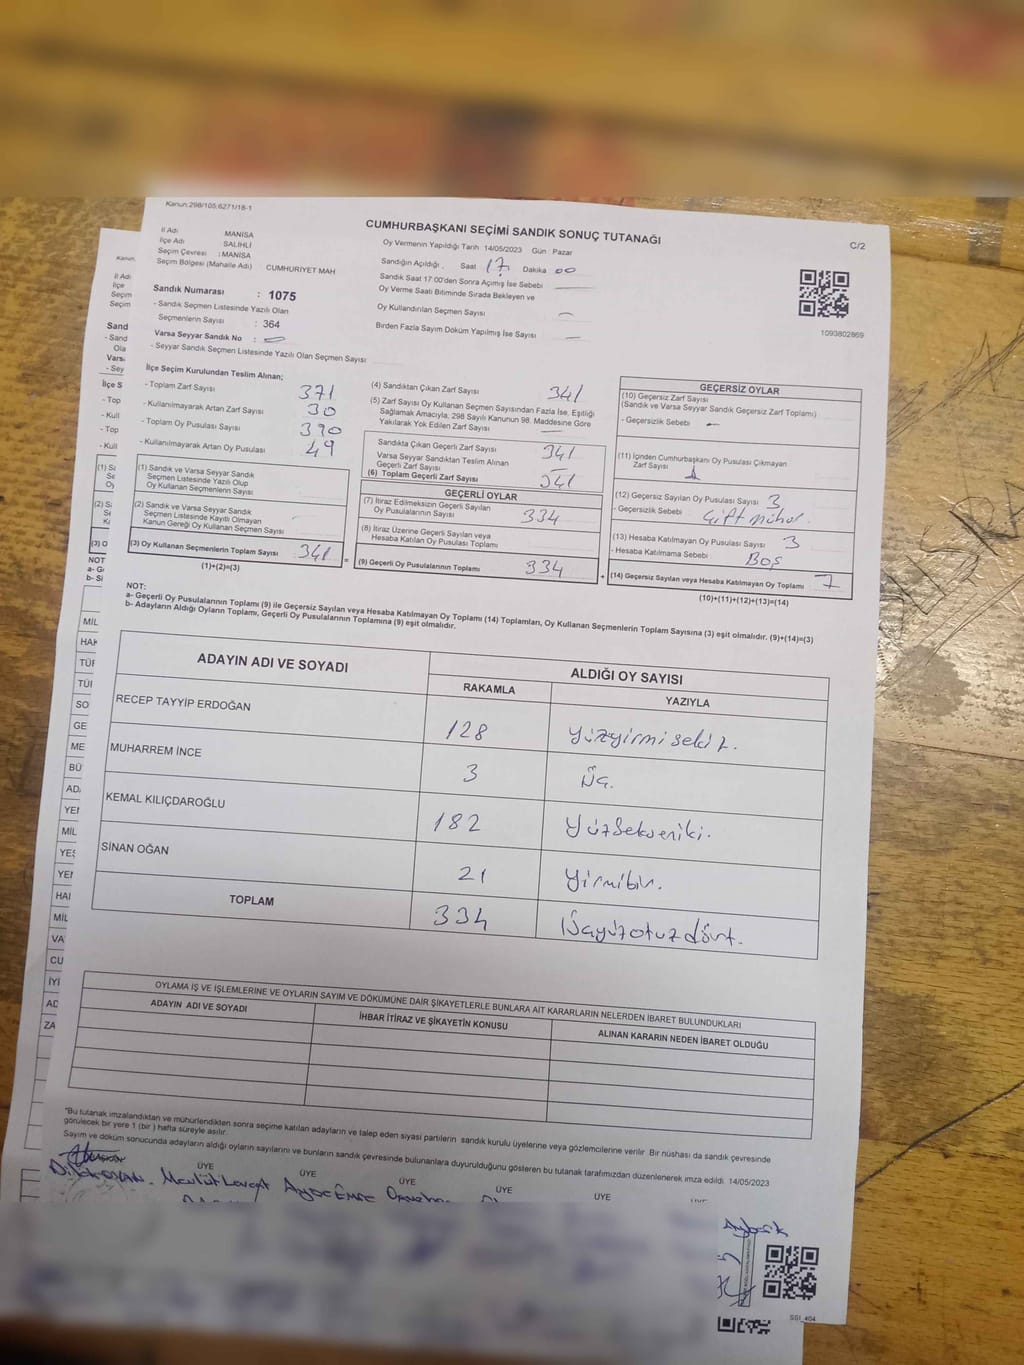 Kanun:298/105;6271/18-1
CUMHURBAŞKANI SEÇİMİ SANDIK SONUÇ TUTANAĞI
C/2
İl Adı : MANİSA
İlçe Adı : SALİHLİ
Seçim Çevresi : MANİSA
Seçim Bölgesi (Mahalle Adı) CUMHURİYET MAH
Oy Vermenin Yapıldığı Tarih 14/05/2023 Gün Pazar
Sandığın Açıldığı Saat 17 Dakika 00
Sandık Saat 17:00'den Sonra Açımış İse Sebebi
Oy Verme Saati Bitiminde Sırada Bekleyen ve
Oy Kullandırılan Seçmen Sayısı
Birden Fazla Sayım Döküm Yapılmış İse Sayısı
1093802869
Sandık Numarası : 1075
- Sandık Seçmen Listesinde Yazılı Olan
Seçmenlerin Sayısı : 364
Varsa Seyyar Sandık No :
- Seyyar Sandık Seçmen Listesinde Yazılı Olan Seçmen Sayısı
İlçe Seçim Kurulundan Teslim Alınan;
- Toplam Zarf Sayısı 371
- Kullanılmayarak Artan Zarf Sayısı 30
- Toplam Oy Pusulası Sayısı 390
- Kullanılmayarak Artan Oy Pusulası 49
(1) Sandık ve Varsa Seyyar Sandık
Seçmen Listesinde Yazılı Olup
Oy Kullanan Seçmenlerin Sayısı
(2) Sandık ve Varsa Seyyar Sandık
Seçmen Listesinde Kayıtlı Olmayan
Kanun Gereği Oy Kullanan Seçmen Sayısı
(3) Oy Kullanan Seçmenlerin Toplam Sayısı 341
(1)+(2)=(3)
(4) Sandıktan Çıkan Zarf Sayısı 341
(5) Zarf Sayısı Oy Kullanan Seçmen Sayısından Fazla İse, Eşitliği
Sağlamak Amacıyla, 298 Sayılı Kanunun 98. Maddesine Göre
Yakılarak Yok Edilen Zarf Sayısı
Sandıkta Çıkan Geçerli Zarf Sayısı 341
Varsa Seyyar Sandıktan Teslim Alınan
Geçerli Zarf Sayısı
(6) Toplam Geçerli Zarf Sayısı 341
GEÇERLİ OYLAR
(7) İtiraz Edilmeksizin Geçerli Sayılan
Oy Pusulalarının Sayısı 334
(8) İtiraz Üzerine Geçerli Sayılan veya
Hesaba Katılan Oy Pusulası Toplamı
(9) Geçerli Oy Pusulalarının Toplamı 334
GEÇERSİZ OYLAR
(10) Geçersiz Zarf Sayısı
(Sandık ve Varsa Seyyar Sandık Geçersiz Zarf Toplamı)
- Geçersizlik Sebebi
(11) İçinden Cumhurbaşkanı Oy Pusulası Çıkmayan
Zarf Sayısı 1
(12) Geçersiz Sayılan Oy Pusulası Sayısı 3
- Geçersizlik Sebebi Çift mühür.
(13) Hesaba Katılmayan Oy Pusulası Sayısı 3
- Hesaba Katılmama Sebebi Boş
(14) Geçersiz Sayılan veya Hesaba Katılmayan Oy Toplamı 7
(10)+(11)+(12)+(13)=(14)
NOT:
a- Geçerli Oy Pusulalarının Toplamı (9) ile Geçersiz Sayılan veya Hesaba Katılmayan Oy Toplamı (14) Toplamları, Oy Kullanan Seçmenlerin Toplam Sayısına (3) eşit olmalıdır. (9)+(14)=(3)
b- Adayların Aldığı Oyların Toplamı, Geçerli Oy Pusulalarının Toplamına (9) eşit olmalıdır.
ADAYIN ADI VE SOYADI
ALDIĞI OY SAYISI
RAKAMLA YAZIYLA
RECEP TAYYİP ERDOĞAN 128 Yüzyirmi sekiz.
MUHARREM İNCE 3 Üç.
KEMAL KILIÇDAROĞLU 182 Yüzsekseniki.
SİNAN OĞAN 21 Yirmibir.
TOPLAM 334 Üçyüzotuzdört.
OYLAMA İŞ VE İŞLEMLERİNE VE OYLARIN SAYIM VE DÖKÜMÜNE DAİR ŞİKAYETLERLE BUNLARA AİT KARARLARIN NELERDEN İBARET BULUNDUKLARI
ADAYIN ADI VE SOYADI İHBAR İTİRAZ VE ŞİKAYETİN KONUSU ALINAN KARARIN NEDEN İBARET OLDUĞU
"Bu tutanak imzalandıktan ve mühürlendikten sonra seçime katılan adayların ve talep eden siyasi partilerin sandık kurulu üyelerine veya gözlemcilerine verilir. Bir nüshası da sandık çevresinde
görülecek bir yere 1 (bir) hafta süreyle asılır.
Sayım ve döküm sonucunda adayların aldığı oyların sayılarını ve bunların sandık çevresinde bulunanlara duyurulduğunu gösteren bu tutanak tarafımızdan düzenlenerek imza edildi. 14/05/2023
BAŞKAN ÜYE ÜYE ÜYE ÜYE ÜYE
SSI_404